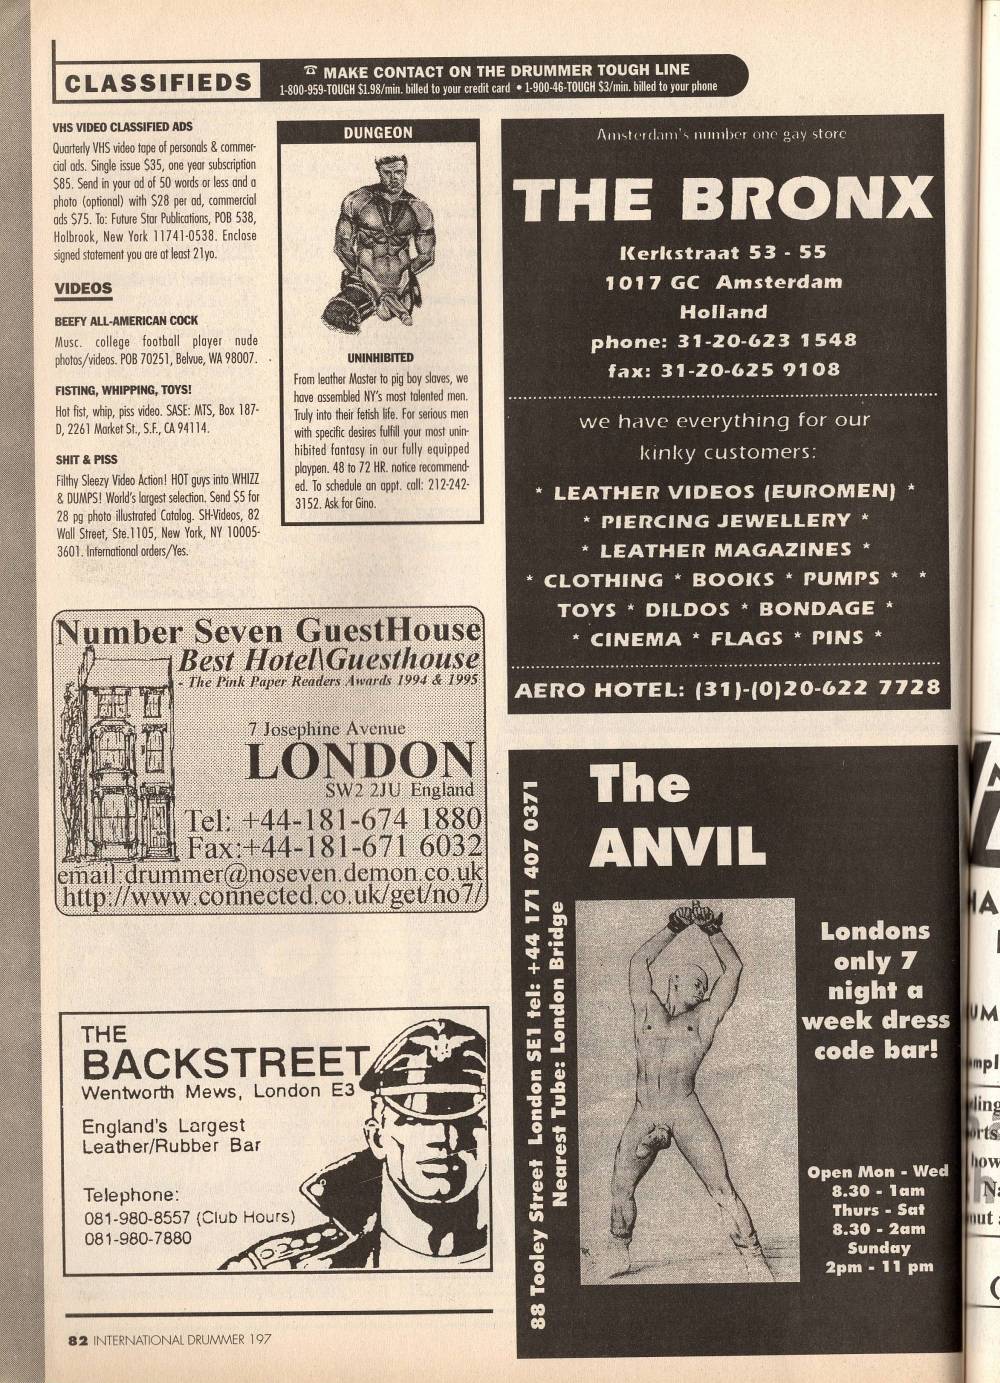 CLASSIFIEDS
☎ MAKE CONTACT ON THE DRUMMER TOUGH LINE
1-800-959-TOUGH $1.98/min. billed to your credit card • 1-900-46-TOUGH $3/min. billed to your phone
VHS VIDEO CLASSIFIED ADS
Quarterly VHS video tape of personals & commer-
cial ads. Single issue $35, one year subscription
$85. Send in your ad of 50 words or less and a
photo (optional) with $28 per ad, commercial
ads $75. To: Future Star Publications, POB 538,
Holbrook, New York 11741-0538. Enclose
signed statement you are at least 21yo.
VIDEOS
BEEFY ALL-AMERICAN COCK
Musc. college football player nude
photos/videos. POB 70251, Belvue, WA 98007.
FISTING, WHIPPING, TOYS!
Hot fist, whip, piss video. SASE: MTS, Box 187-
D, 2261 Market St., S.F., CA 94114.
SHIT & PISS
Filthy Sleezy Video Action! HOT guys into WHIZZ
& DUMPS! World's largest selection. Send $5 for
28 pg photo illustrated Catalog. SH-Videos, 82
Wall Street, Ste.1105, New York, NY 10005-
3601. International orders/Yes.
DUNGEON
UNINHIBITED
From leather Master to pig boy slaves, we
have assembled NY's most talented men.
Truly into their fetish life. For serious men
with specific desires fulfill your most unin-
hibited fantasy in our fully equipped
playpen. 48 to 72 HR. notice recommend-
ed. To schedule an appt. call: 212-242-
3152. Ask for Gino.
Amsterdam's number one gay store
THE BRONX
Kerkstraat 53 - 55
1017 GC Amsterdam
Holland
phone: 31-20-623 1548
fax: 31-20-625 9108
we have everything for our
kinky customers:
* LEATHER VIDEOS (EUROMEN) *
* PIERCING JEWELLERY *
* LEATHER MAGAZINES *
* CLOTHING * BOOKS * PUMPS * *
TOYS * DILDOS * BONDAGE *
* CINEMA * FLAGS * PINS *
AERO HOTEL: (31)-(0)20-622 7728
Number Seven GuestHouse
Best Hotel\Guesthouse
- The Pink Paper Readers Awards 1994 & 1995
7 Josephine Avenue
LONDON
SW2 2JU England
Tel: +44-181-674 1880
Fax:+44-181-671 6032
email:drummer@noseven.demon.co.uk
http://www.connected.co.uk/get/no7/
THE
BACKSTREET
Wentworth Mews, London E3
England's Largest
Leather/Rubber Bar
Telephone:
081-980-8557 (Club Hours)
081-980-7880
The
ANVIL
88 Tooley Street London SE1 tel: +44 171 407 0371
Nearest Tube: London Bridge
Londons
only 7
night a
week dress
code bar!
Open Mon - Wed
8.30 - 1am
Thurs - Sat
8.30 - 2am
Sunday
2pm - 11 pm
82 INTERNATIONAL DRUMMER 197